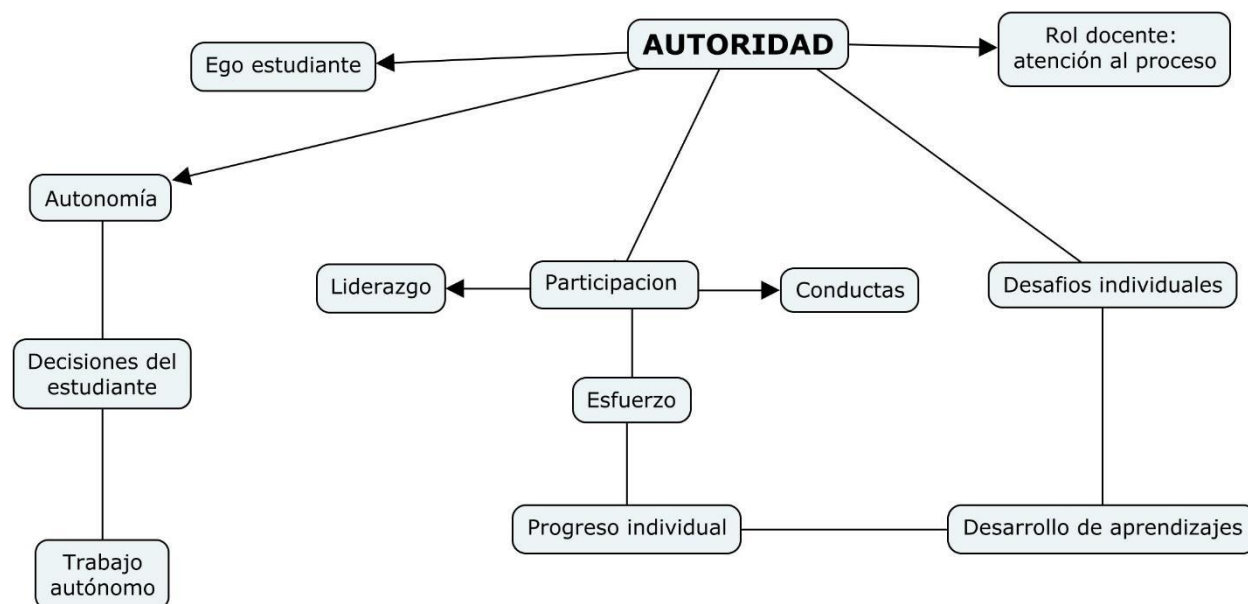 AUTORIDAD
Ego estudiante
Rol docente:
atención al proceso
Autonomía
Liderazgo
Participacion
Conductas
Desafios individuales
Decisiones del
estudiante
Esfuerzo
Progreso individual
Desarrollo de aprendizajes
Trabajo
autónomo